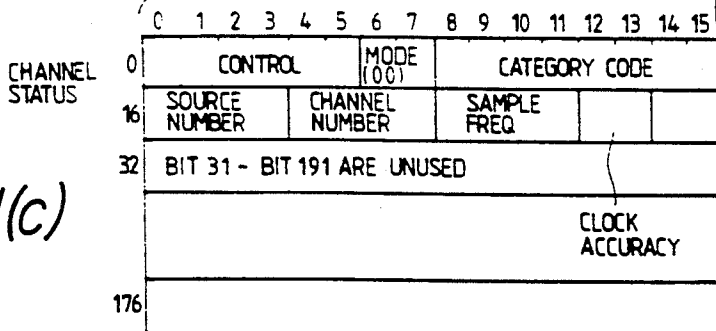 0 1 2 3 4 5 6 7 8 9 10 11 12 13 14 15
CHANNEL STATUS
0 CONTROL MODE (00) CATEGORY CODE
16 SOURCE NUMBER CHANNEL NUMBER SAMPLE FREQ
32 BIT 31 - BIT 191 ARE UNUSED
(c)
CLOCK ACCURACY
176